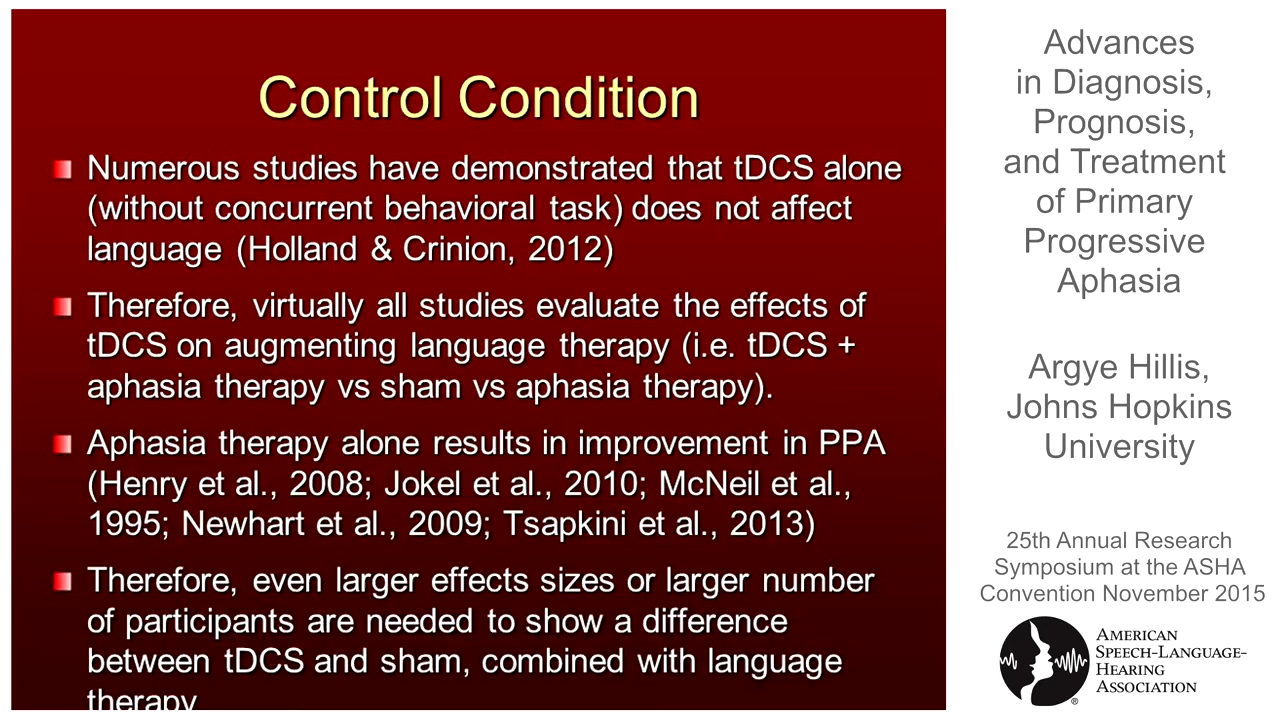 Control Condition
Numerous studies have demonstrated that tDCS alone
(without concurrent behavioral task) does not affect
language (Holland & Crinion, 2012)
Therefore, virtually all studies evaluate the effects of
tDCS on augmenting language therapy (i.e. tDCS +
aphasia therapy vs sham vs aphasia therapy).
Aphasia therapy alone results in improvement in PPA
(Henry et al., 2008; Jokel et al., 2010; McNeil et al.,
1995; Newhart et al., 2009; Tsapkini et al., 2013)
Therefore, even larger effects sizes or larger number
of participants are needed to show a difference
between tDCS and sham, combined with language
therapy
Advances
in Diagnosis,
Prognosis,
and Treatment
of Primary
Progressive
Aphasia
Argye Hillis,
Johns Hopkins
University
25th Annual Research
Symposium at the ASHA
Convention November 2015
American
Speech-Language-
Hearing
Association
®